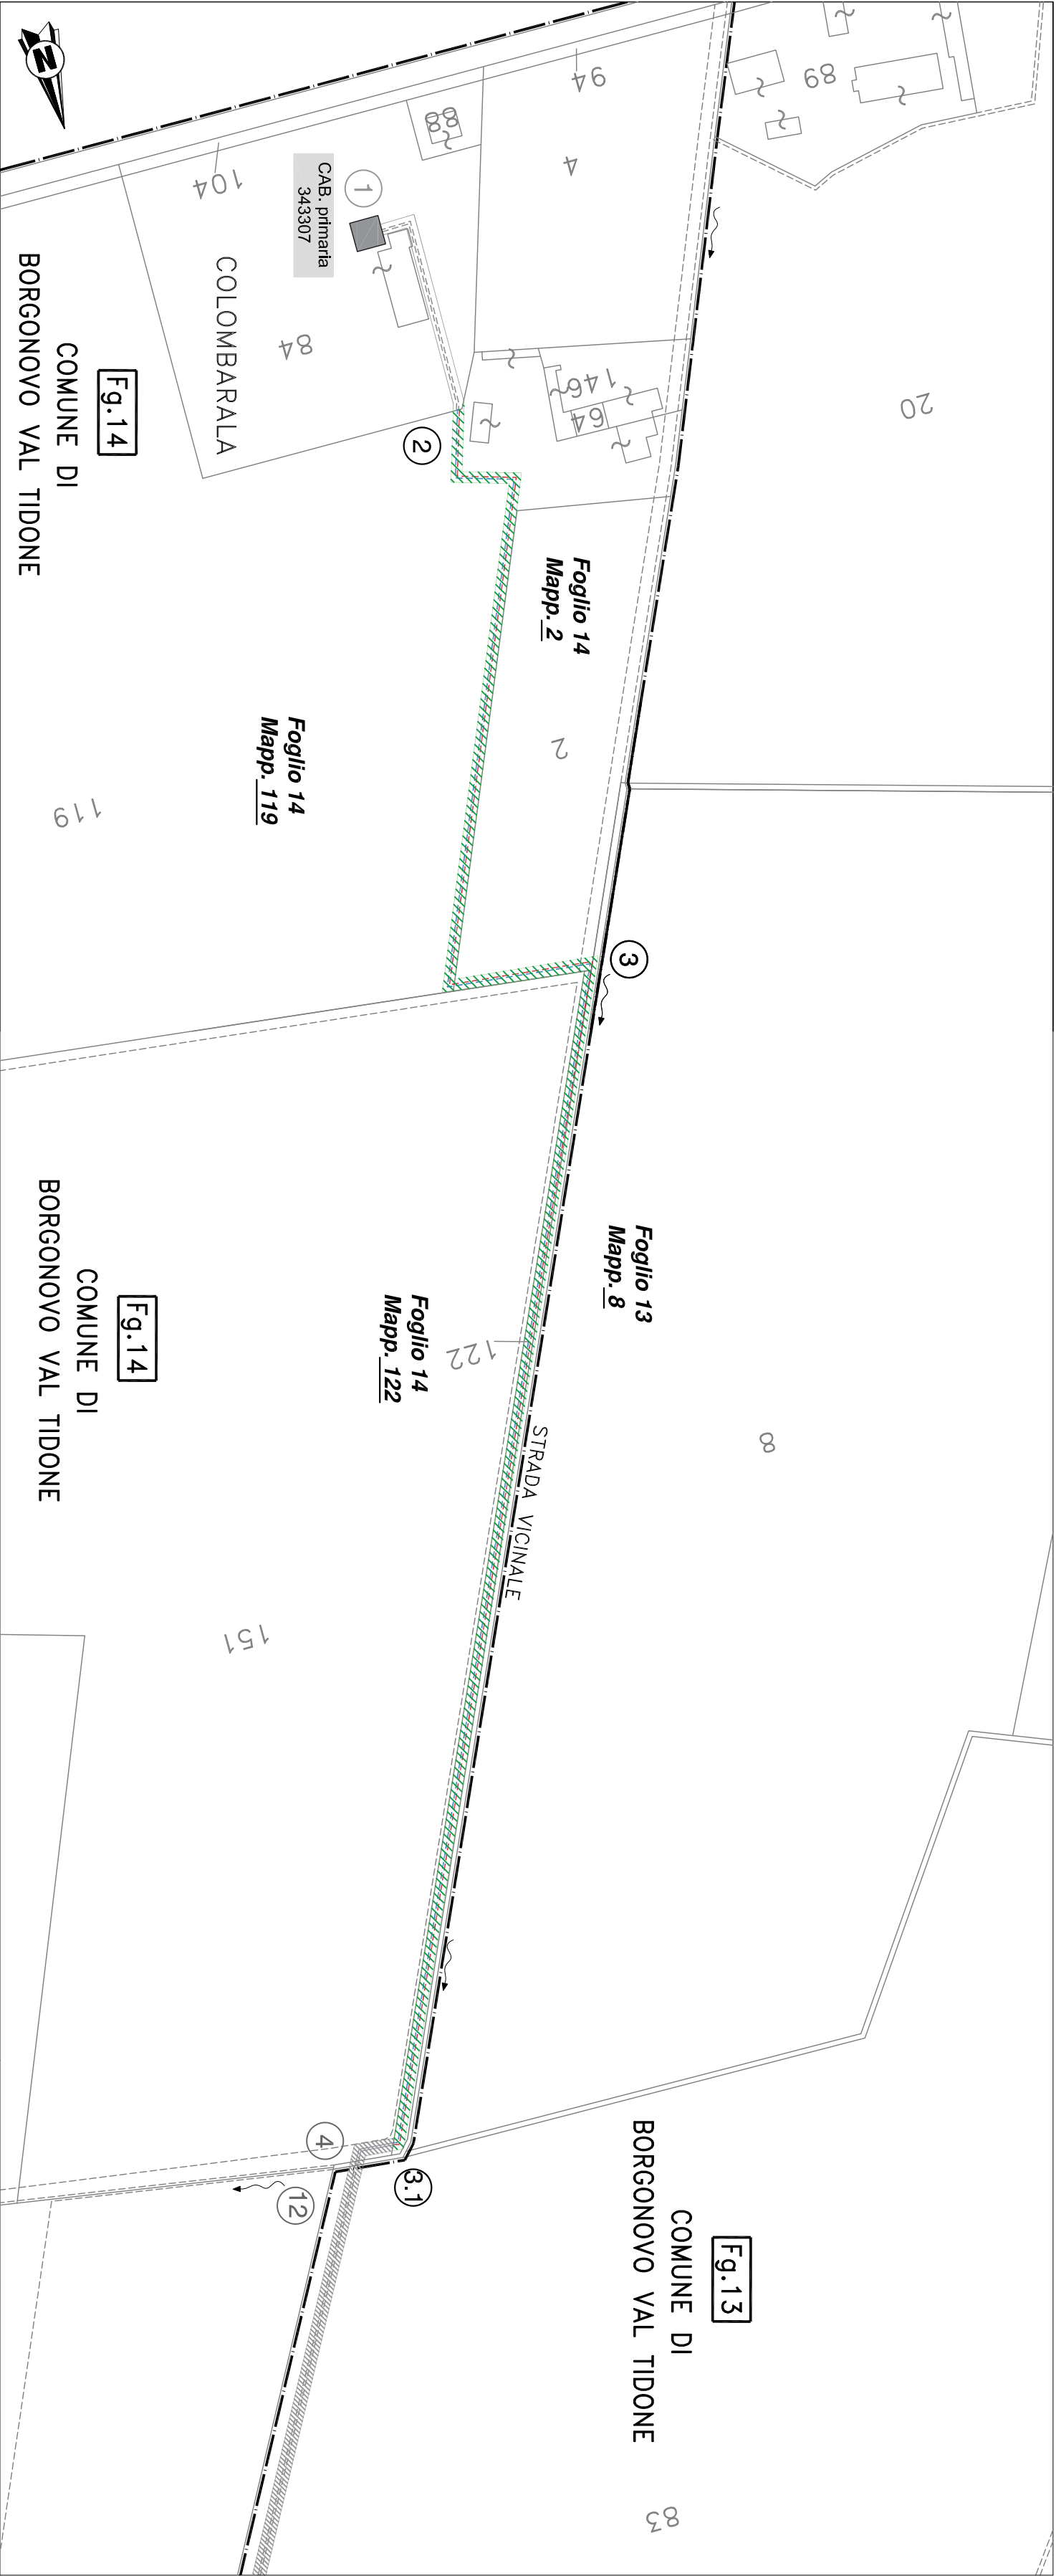 N
94
89
4
88
104
CAB. primaria
343307
1
COLOMBARALA
84
146
64
20
2
Fg.14
COMUNE DI
BORGONOVO VAL TIDONE
Foglio 14
Mapp. 2
2
Foglio 14
Mapp. 119
119
3
Foglio 13
Mapp. 8
8
Foglio 14
Mapp. 122
122
STRADA VICINALE
Fg.14
COMUNE DI
BORGONOVO VAL TIDONE
151
4
3.1
12
Fg.13
COMUNE DI
BORGONOVO VAL TIDONE
83